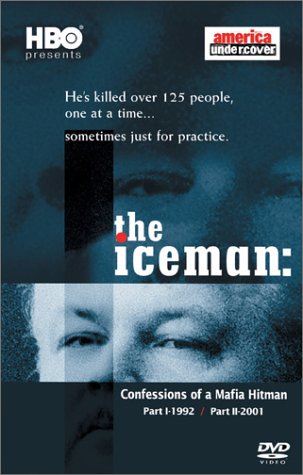 HBO
presents
america
undercover
He's killed over 125 people,
one at a time...
sometimes just for practice.
the
iceman:
Confessions of a Mafia Hitman
Part I-1992 / Part II-2001
DVD
VIDEO